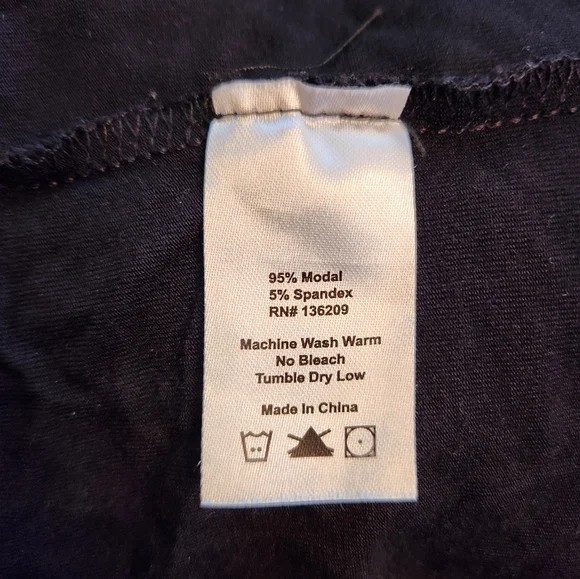 95% Modal
5% Spandex
RN# 136209
Machine Wash Warm
No Bleach
Tumble Dry Low
Made In China